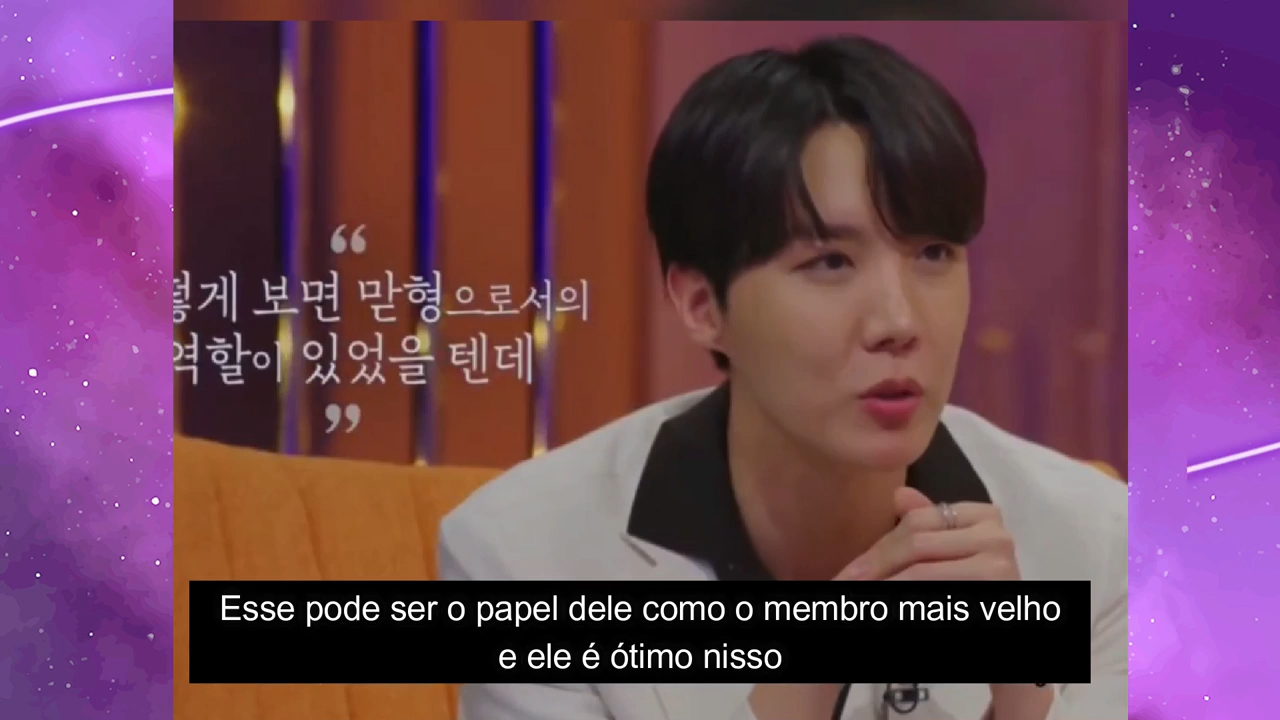 “
게 보면 맏형으로서의
역할이 있었을 텐데
”
Esse pode ser o papel dele como o membro mais velho
e ele é ótimo nisso